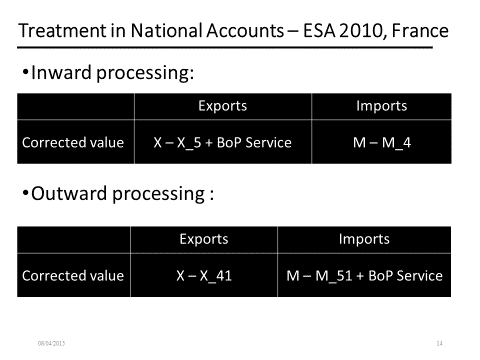 Treatment in National Accounts – ESA 2010, France
•Inward processing:
Exports Imports
Corrected value X – X_5 + BoP Service M – M_4
•Outward processing :
Exports Imports
Corrected value X – X_41 M – M_51 + BoP Service
08/04/2015 14